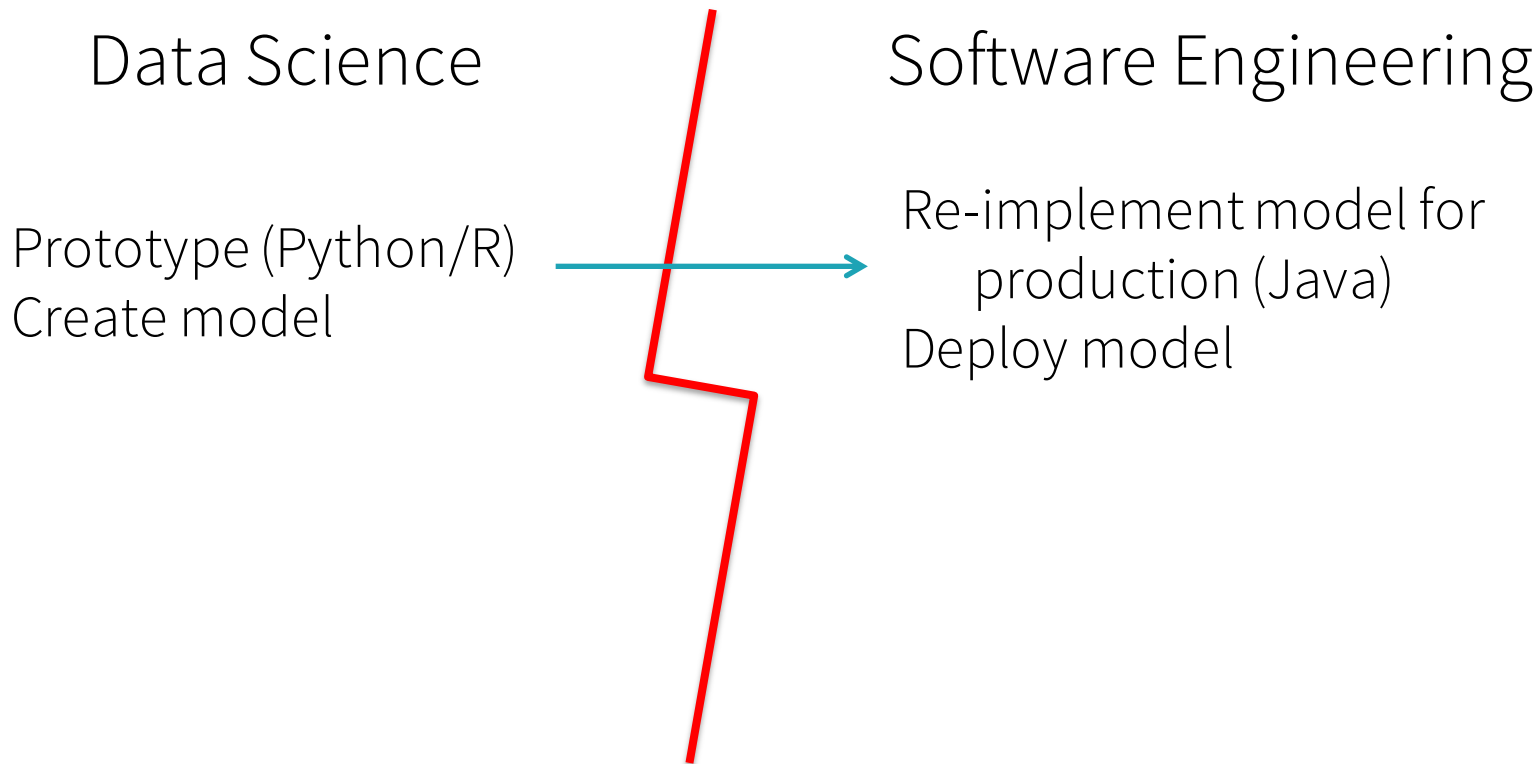 Data Science
Software Engineering
Prototype (Python/R)
Create model
Re-implement model for
production (Java)
Deploy model